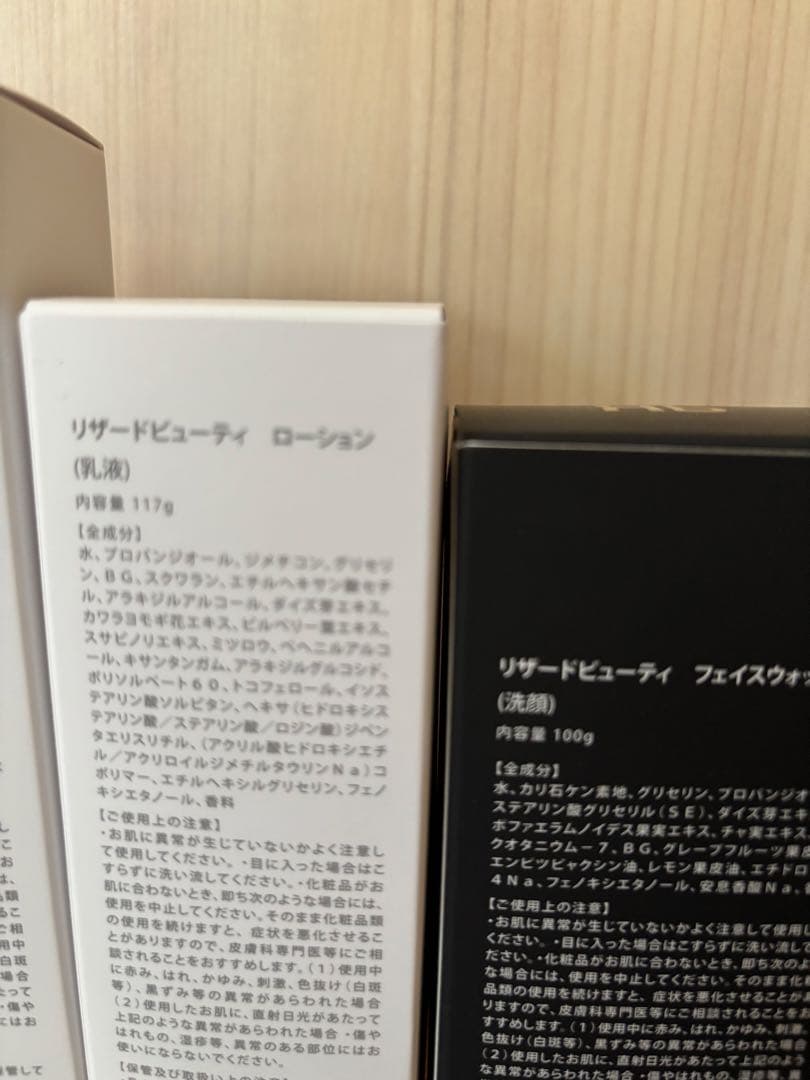 リザードビューティ ローション
(乳液)
内容量 117g
【全成分】
水、プロパンジオール、ジメチコン、グリセリ
ン、BG、スクワラン、エチルヘキサン酸セチ
ル、アラキジルアルコール、ダイズ芽エキス、
カワラヨモギ花エキス、ビルベリー葉エキス、
スサビノリエキス、ミツロウ、ベヘニルアルコ
ール、キサンタンガム、アラキジルグルコシド、
ポリソルベート60、トコフェロール、イソス
テアリン酸ソルビタン、ヘキサ(ヒドロキシス
テアリン酸/ステアリン酸/ロジン酸)ジペン
タエリスリチル、(アクリル酸ヒドロキシエチ
ル/アクリロイルジメチルタウリンNa)コ
ポリマー、エチルヘキシルグリセリン、フェノ
キシエタノール、香料
【ご使用上の注意】
・お肌に異常が生じていないかよく注意し
て使用してください。・目に入った場合はこ
すらずに洗い流してください。・化粧品がお
肌に合わないとき、即ち次のような場合には、
使用を中止してください。そのまま化粧品類
の使用を続けますと、症状を悪化させるこ
とがありますので、皮膚科専門医等にご相
談されることをおすすめします。(1)使用中
に赤み、はれ、かゆみ、刺激、色抜け(白斑
等)、黒ずみ等の異常があらわれた場合
(2)使用したお肌に、直射日光があたって
上記のような異常があらわれた場合・傷や
はれもの、湿疹等、異常のある部位にはお
使いにならないでください。
【保管及び取扱い上の注意】
リザードビューティ フェイスウォッ
(洗顔)
内容量 100g
【全成分】
水、カリ石ケン素地、グリセリン、プロパンジオ
ステアリン酸グリセリル(SE)、ダイズ芽エキ
ポファエラムノイデス果実エキス、チャ実エキス
クオタニウム－7、BG、グレープフルーツ果皮
エンピツビャクシン油、レモン果皮油、エチドロ
4Na、フェノキシエタノール、安息香酸Na、
【ご使用上の注意】
・お肌に異常が生じていないかよく注意して使用し
ください。・目に入った場合はこすらずに洗い流して
ださい。・化粧品がお肌に合わないとき、即ち次のよ
な場合には、使用を中止してください。そのまま化粧
品類の使用を続けますと、症状を悪化させることが
りますので、皮膚科専門医等にご相談されることを
すすめします。(1)使用中に赤み、はれ、かゆみ、刺激
色抜け(白斑等)、黒ずみ等の異常があらわれた場合
(2)使用したお肌に、直射日光があたって上記のよう
な異常があらわれた場合・傷やはれもの、湿疹等、異